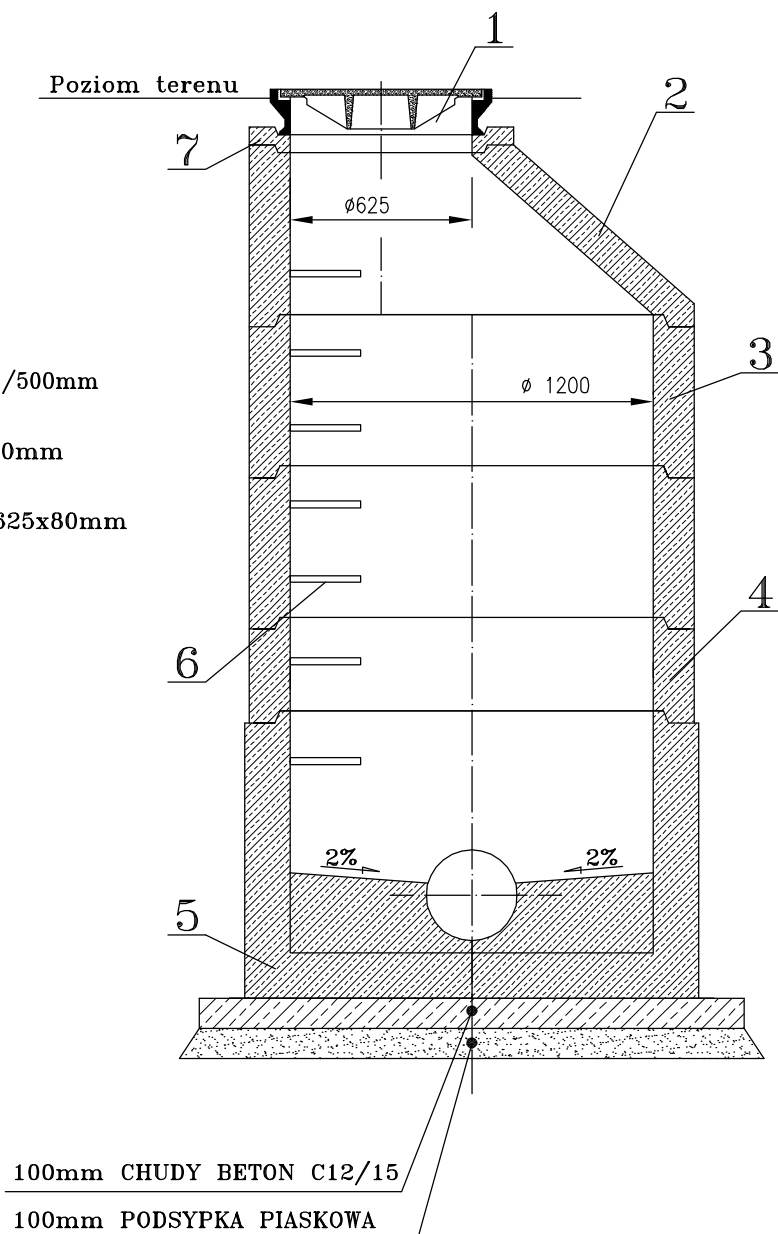 1
Poziom terenu
2
7
ø625
3
/500mm
ø 1200
0mm
625x80mm
4
6
2%
2%
5
100mm CHUDY BETON C12/15
100mm PODSYPKA PIASKOWA